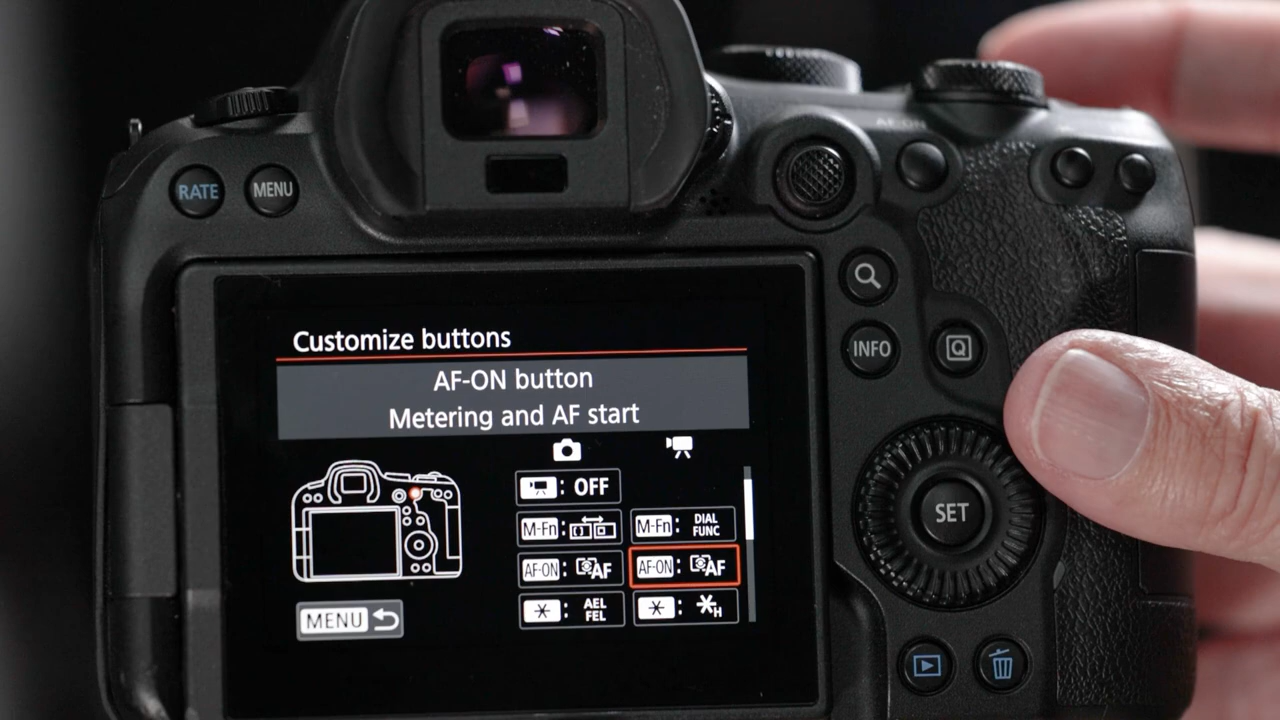 AF-ON
RATE
MENU
INFO
Q
SET
Customize buttons
AF-ON button
Metering and AF start
: OFF
M-Fn:
M-Fn: DIAL FUNC
AF-ON: AF
AF-ON: AF
*: AEL FEL
*: *H
MENU